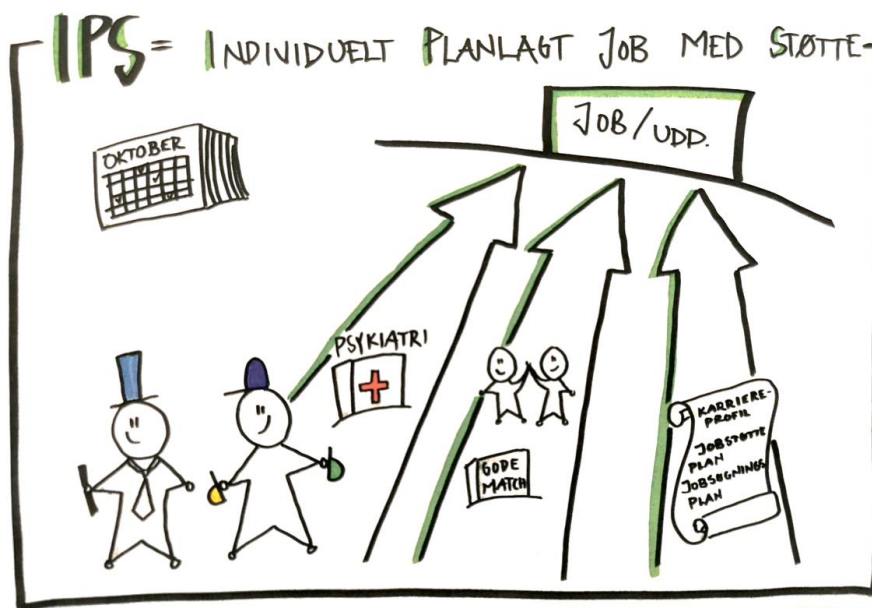 IPS = INDIVIDUELT PLANLAGT JOB MED STØTTE-
JOB/UDD.
OKTOBER
PSYKIATRI
GODE
MATCH
KARRIERE-
PROFIL
JOBSTØTTE
PLAN
JOBSØGNINGS
PLAN